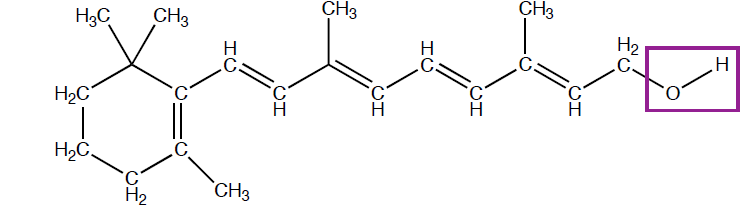 H₃C CH₃ CH₃ CH₃
H H H₂
C C C C H
H₂C C C C C C O
H H H H
H₂C C
C CH₃
H₂